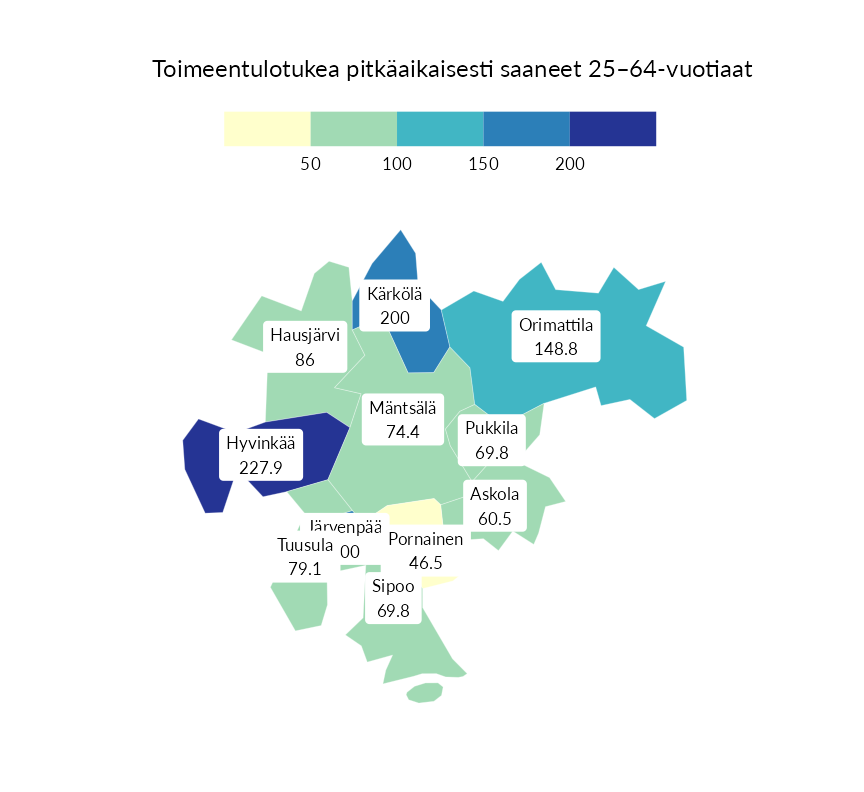 Toimeentulotukea pitkäaikaisesti saaneet 25–64-vuotiaat
50 100 150 200
Kärkölä
200
Orimattila
148.8
Hausjärvi
86
Mäntsälä
74.4
Pukkila
69.8
Hyvinkää
227.9
Askola
60.5
Järvenpää
00
Pornainen
46.5
Tuusula
79.1
Sipoo
69.8